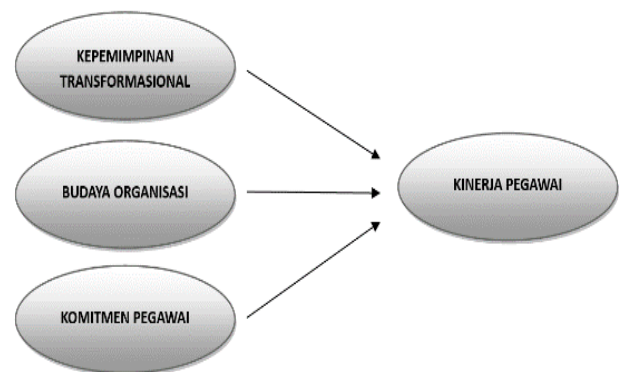 KEPEMIMPINAN
TRANSFORMASIONAL
BUDAYA ORGANISASI
KOMITMEN PEGAWAI
KINERJA PEGAWAI